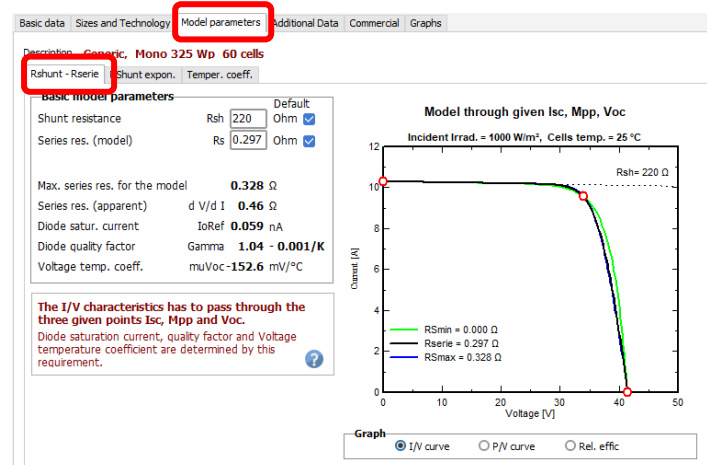 Basic data Sizes and Technology Model parameters Additional Data Commercial Graphs
Description Generic, Mono 325 Wp 60 cells
Rshunt - Rserie RShunt expon. Temper. coeff.
Basic model parameters
Default
Shunt resistance Rsh 220 Ohm
Series res. (model) Rs 0.297 Ohm
Max. series res. for the model 0.328 Ω
Series res. (apparent) d V/d I 0.46 Ω
Diode satur. current IoRef 0.059 nA
Diode quality factor Gamma 1.04 - 0.001/K
Voltage temp. coeff. muVoc -152.6 mV/°C
The I/V characteristics has to pass through the
three given points Isc, Mpp and Voc.
Diode saturation current, quality factor and Voltage
temperature coefficient are determined by this
requirement.
?
Model through given Isc, Mpp, Voc
Incident Irrad. = 1000 W/m², Cells temp. = 25 °C
12
Rsh= 220 Ω
10
8
6
4
2
0
Current [A]
RSmin = 0.000 Ω
Rserie = 0.297 Ω
RSmax = 0.328 Ω
0 10 20 30 40 50
Voltage [V]
Graph
I/V curve P/V curve Rel. effic